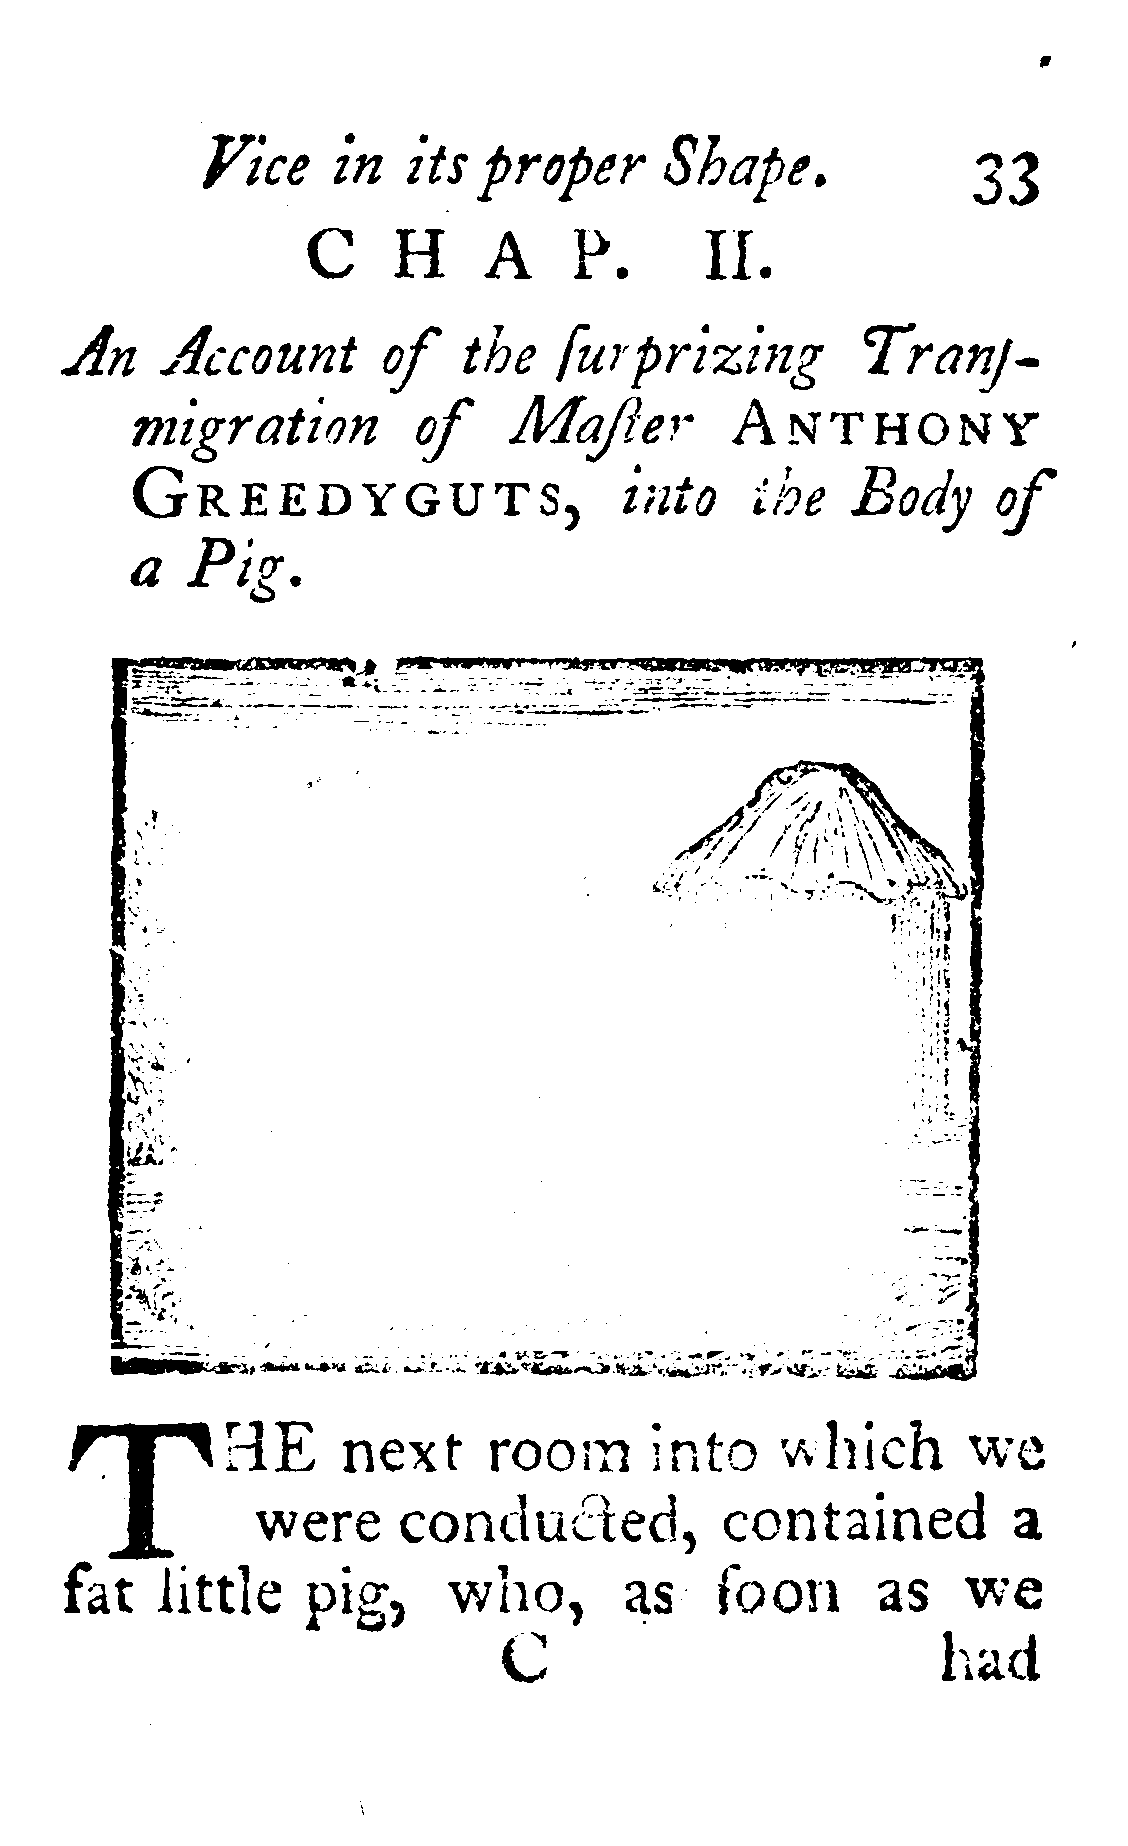 Vice in its proper Shape. 33
CHAP. II.
An Account of the ſurprizing Tranſ-
migration of Maſter ANTHONY
GREEDYGUTS, into the Body of
a Pig.
THE next room into which we
were conducted, contained a
fat little pig, who, as ſoon as we
C had